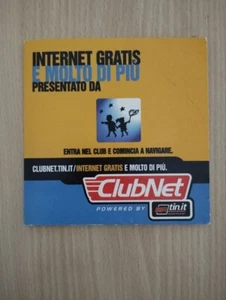 INTERNET GRATIS
E MOLTO DI PIÙ
PRESENTATO DA
ENTRA NEL CLUB E COMINCIA A NAVIGARE.
CLUBNET.TIN.IT/INTERNET GRATIS E MOLTO DI PIÙ.
ClubNet
POWERED BY
tin.it